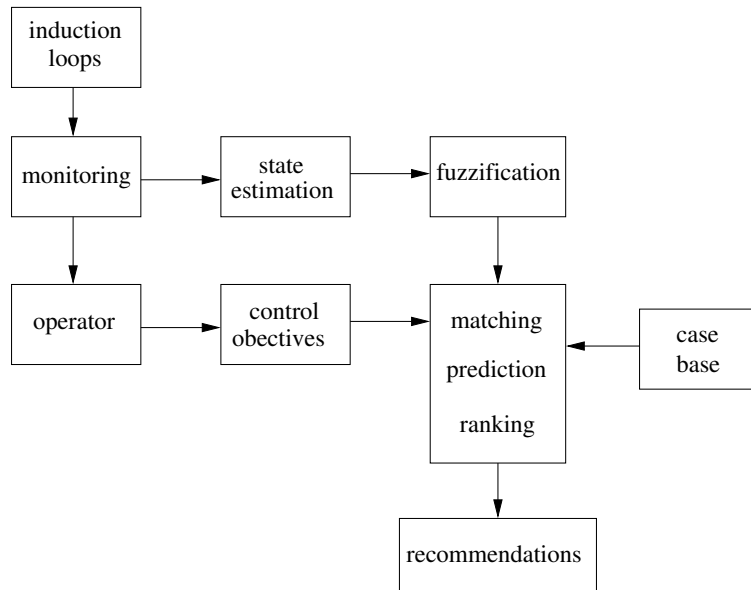 induction
loops
monitoring
state
estimation
fuzzification
operator
control
obectives
matching
prediction
ranking
case
base
recommendations